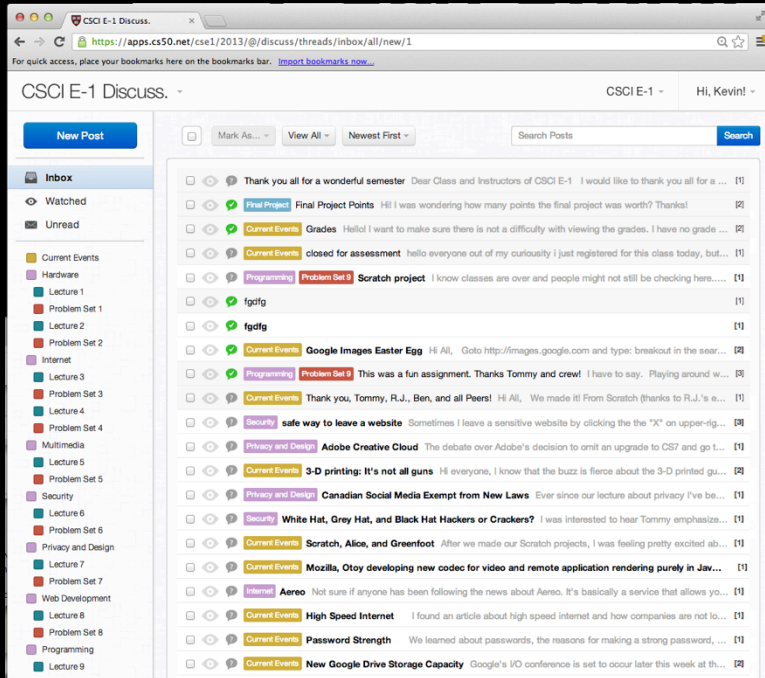 CSCI E-1 Discuss.
https://apps.cs50.net/cse1/2013/@/discuss/threads/inbox/all/new/1
For quick access, place your bookmarks here on the bookmarks bar. Import bookmarks now...
CSCI E-1 Discuss.
CSCI E-1
Hi, Kevin!
New Post
Mark As...
View All
Newest First
Search Posts
Search
Inbox
Watched
Unread
Current Events
Hardware
Lecture 1
Problem Set 1
Lecture 2
Problem Set 2
Internet
Lecture 3
Problem Set 3
Lecture 4
Problem Set 4
Multimedia
Lecture 5
Problem Set 5
Security
Lecture 6
Problem Set 6
Privacy and Design
Lecture 7
Problem Set 7
Web Development
Lecture 8
Problem Set 8
Programming
Lecture 9
Thank you all for a wonderful semester Dear Class and Instructors of CSCI E-1 I would like to thank you all for a ... [1]
Final Project Final Project Points Hi! I was wondering how many points the final project was worth? Thanks! [2]
Current Events Grades Hello! I want to make sure there is not a difficulty with viewing the grades. I have no grade ... [2]
Current Events closed for assessment hello everyone out of my curiousity i just registered for this class today, but... [1]
Programming Problem Set 9 Scratch project I know classes are over and people might not still be checking here..... [1]
fgdfg [1]
fgdfg [1]
Current Events Google Images Easter Egg Hi All, Goto http://images.google.com and type: breakout in the sear... [2]
Programming Problem Set 9 This was a fun assignment. Thanks Tommy and crew! I have to say. Playing around w... [3]
Current Events Thank you, Tommy, R.J., Ben, and all Peers! Hi All, We made it! From Scratch (thanks to R.J.'s e... [1]
Security safe way to leave a website Sometimes I leave a sensitive website by clicking the the "X" on upper-rig... [3]
Privacy and Design Adobe Creative Cloud The debate over Adobe's decision to omit an upgrade to CS7 and go t... [1]
Current Events 3-D printing: It's not all guns Hi everyone, I know that the buzz is fierce about the 3-D printed gu... [2]
Privacy and Design Canadian Social Media Exempt from New Laws Ever since our lecture about privacy I've be... [1]
Security White Hat, Grey Hat, and Black Hat Hackers or Crackers? I was interested to hear Tommy emphasize... [1]
Current Events Scratch, Alice, and Greenfoot After we made our Scratch projects, I was feeling pretty excited ab... [1]
Current Events Mozilla, Otoy developing new codec for video and remote application rendering purely in Jav... [1]
Internet Aereo Not sure if anyone has been following the news about Aereo. It's basically a service that allows yo... [1]
Current Events High Speed Internet I found an article about high speed internet and how companies are not lo... [1]
Current Events Password Strength We learned about passwords, the reasons for making a strong password, ... [1]
Current Events New Google Drive Storage Capacity Google's I/O conference is set to occur later this week at th... [2]